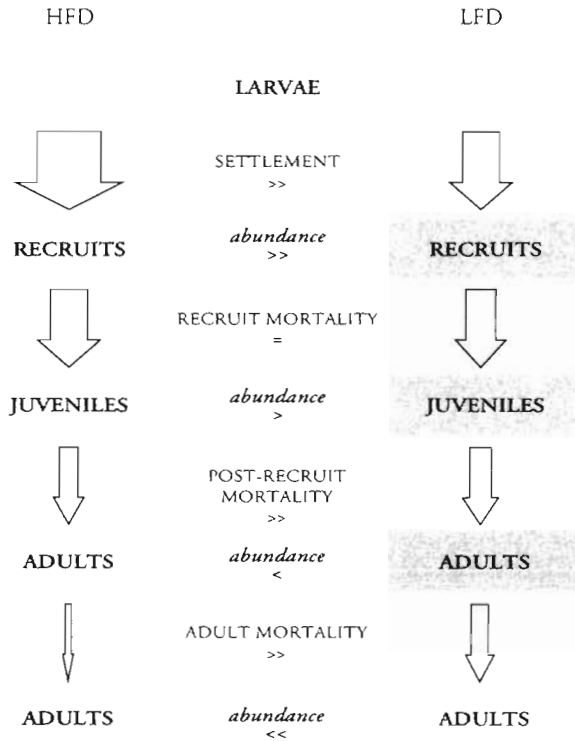 HFD LFD
LARVAE
SETTLEMENT
>>
RECRUITS abundance RECRUITS
>>
RECRUIT MORTALITY
=
JUVENILES abundance JUVENILES
>
POST-RECRUIT
MORTALITY
>>
ADULTS abundance ADULTS
<
ADULT MORTALITY
>>
ADULTS abundance ADULTS
<<